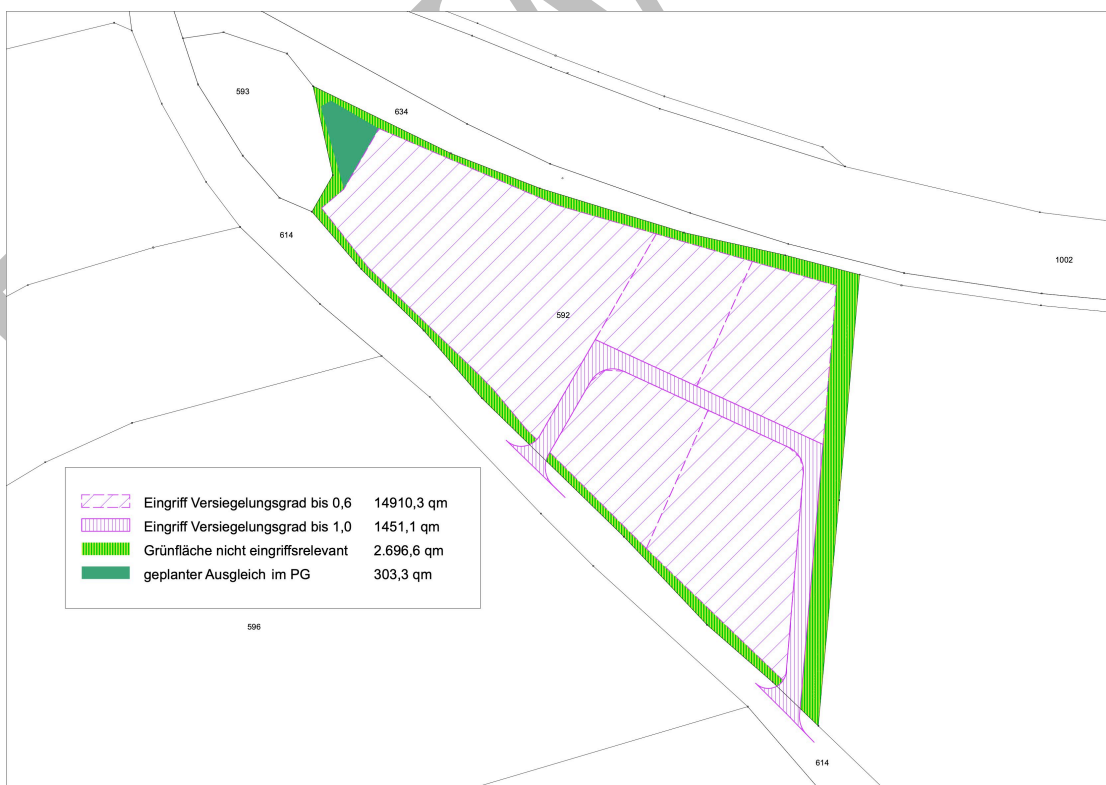 593
634
614
1002
592
Eingriff Versiegelungsgrad bis 0,6 14910,3 qm
Eingriff Versiegelungsgrad bis 1,0 1451,1 qm
Grünfläche nicht eingriffsrelevant 2.696,6 qm
geplanter Ausgleich im PG 303,3 qm
596
614